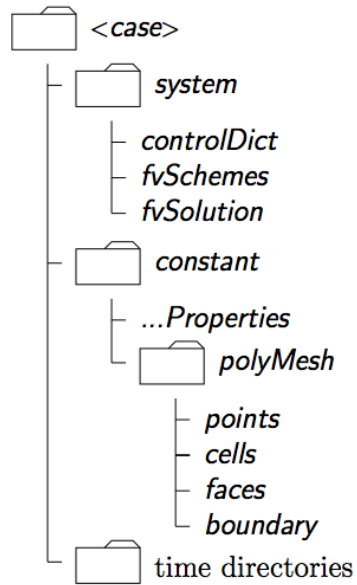 <case>
system
controlDict
fvSchemes
fvSolution
constant
...Properties
polyMesh
points
cells
faces
boundary
time directories